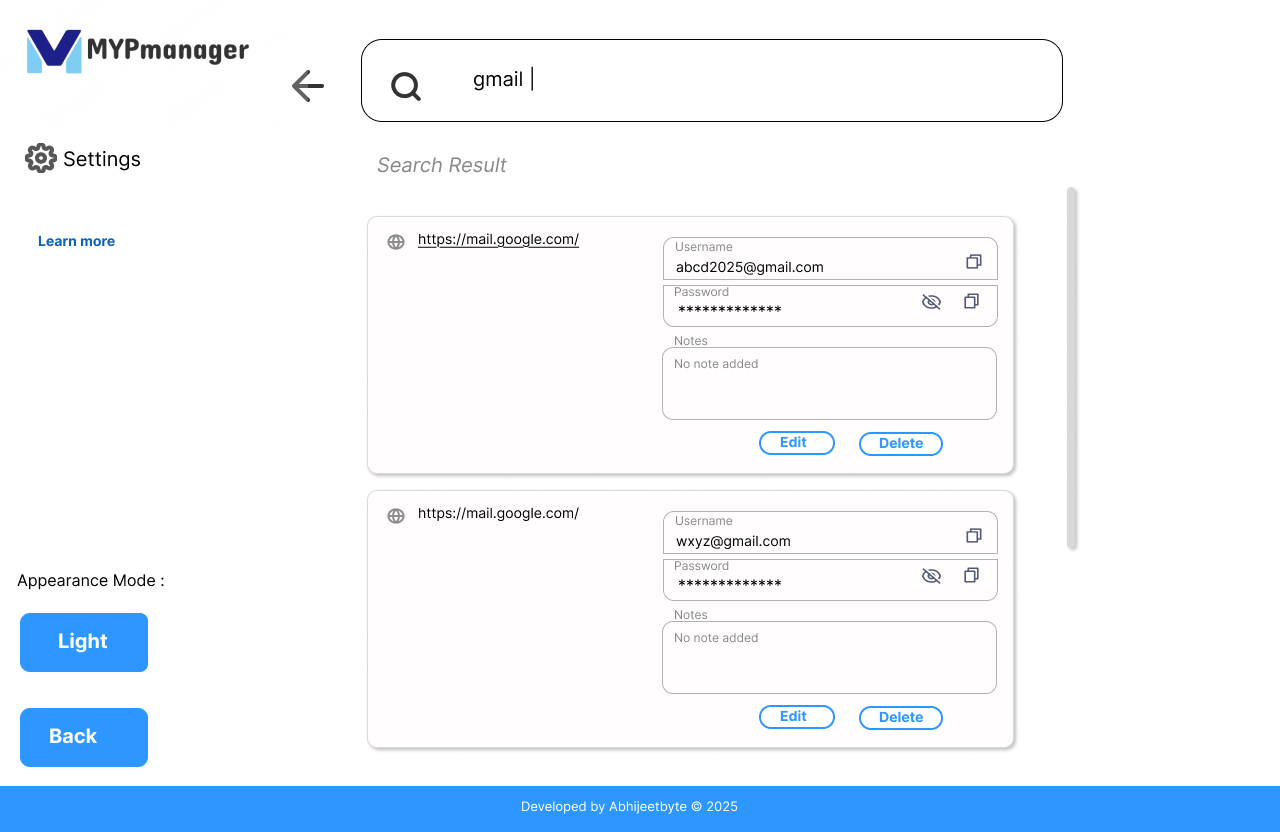 MYPmanager
gmail |
Settings
Search Result
Learn more
https://mail.google.com/
Username
abcd2025@gmail.com
Password
*************
Notes
No note added
Edit
Delete
https://mail.google.com/
Username
wxyz@gmail.com
Password
*************
Notes
No note added
Edit
Delete
Appearance Mode :
Light
Back
Developed by Abhijeetbyte © 2025